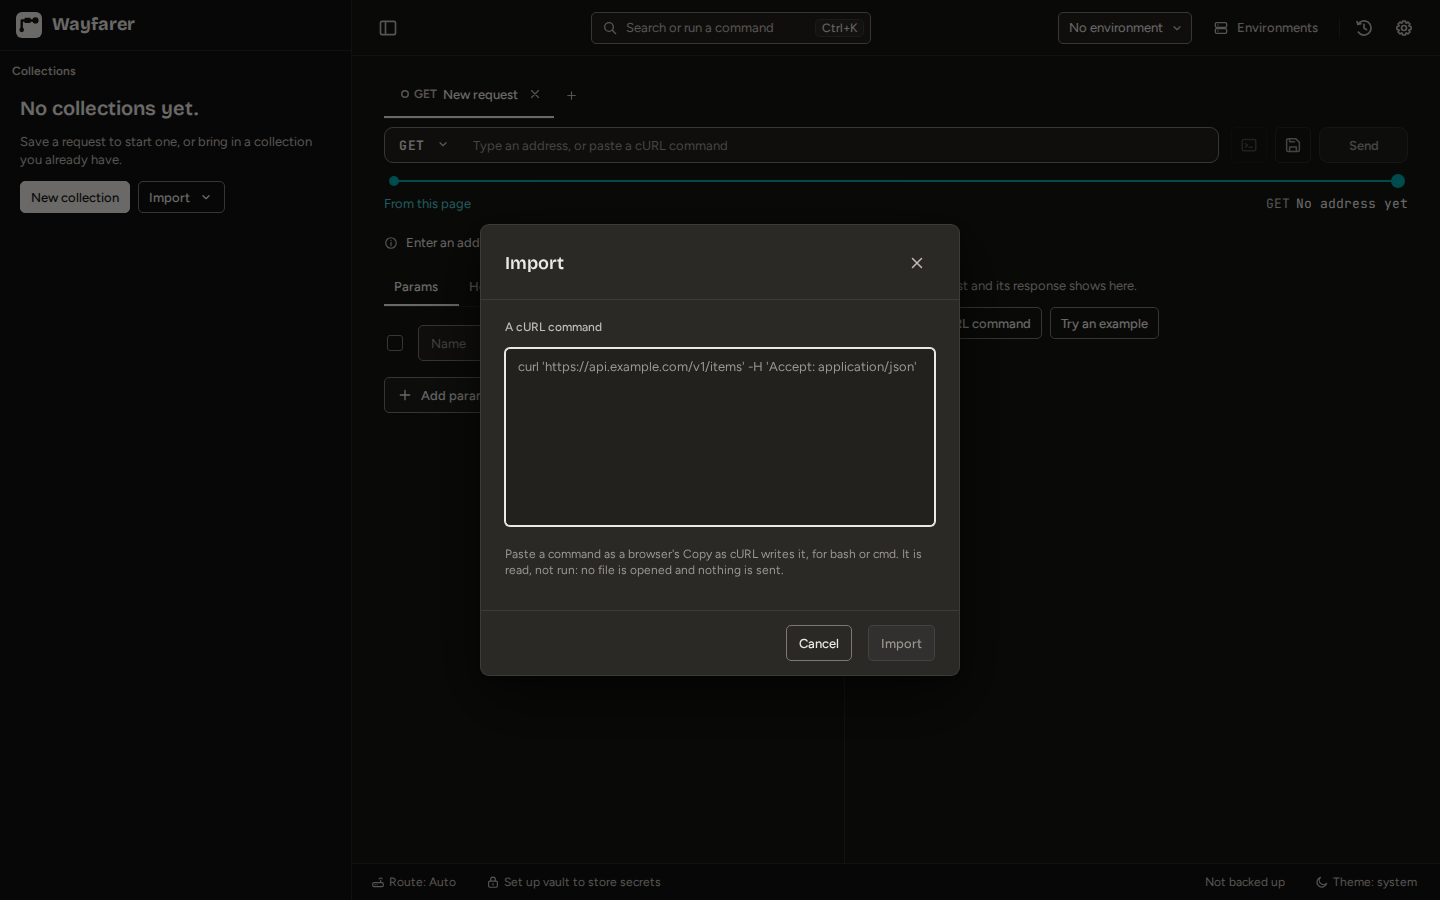 Wayfarer
Search or run a command
Ctrl+K
No environment
Environments
Collections
No collections yet.
Save a request to start one, or bring in a collection
you already have.
New collection
Import
GET New request
GET
Type an address, or paste a cURL command
Send
From this page
GET No address yet
Enter an add
Params
Name
Add parar
st and its response shows here.
RL command
Try an example
Import
A cURL command
curl 'https://api.example.com/v1/items' -H 'Accept: application/json'
Paste a command as a browser's Copy as cURL writes it, for bash or cmd. It is
read, not run: no file is opened and nothing is sent.
Cancel
Import
Route: Auto
Set up vault to store secrets
Not backed up
Theme: system